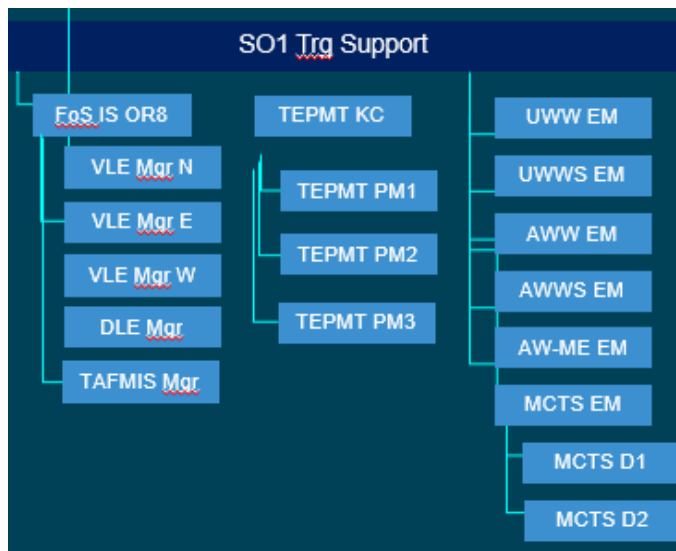 SO1 Trg Support
FoS IS OR8
VLE Mgr N
VLE Mgr E
VLE Mgr W
DLE Mgr
TAFMIS Mgr
TEPMT KC
TEPMT PM1
TEPMT PM2
TEPMT PM3
UWW EM
UWWS EM
AWW EM
AWWS EM
AW-ME EM
MCTS EM
MCTS D1
MCTS D2